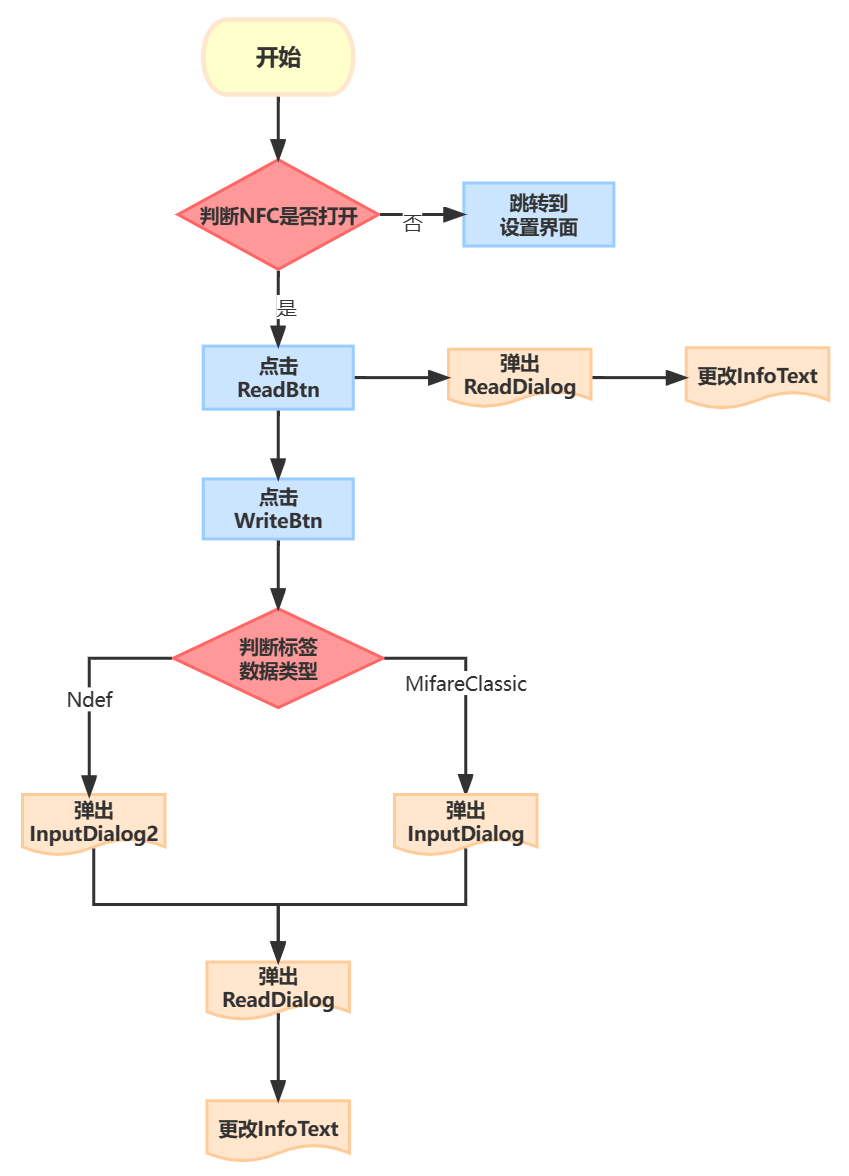 开始
判断NFC是否打开
否
跳转到
设置界面
是
点击
ReadBtn
弹出
ReadDialog
更改InfoText
点击
WriteBtn
判断标签
数据类型
Ndef
MifareClassic
弹出
InputDialog2
弹出
InputDialog
弹出
ReadDialog
更改InfoText